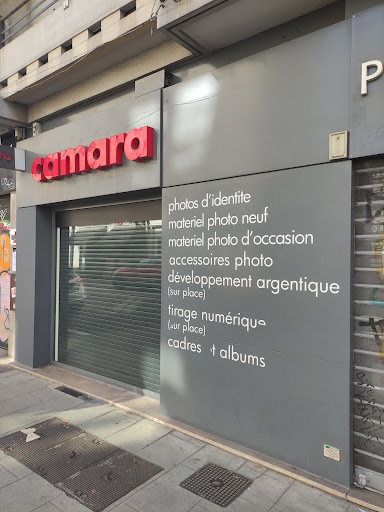 camara
P
photos d'identite
materiel photo neuf
materiel photo d'occasion
accessoires photo
développement argentique
(sur place)
tirage numérique
(sur place)
cadres et albums